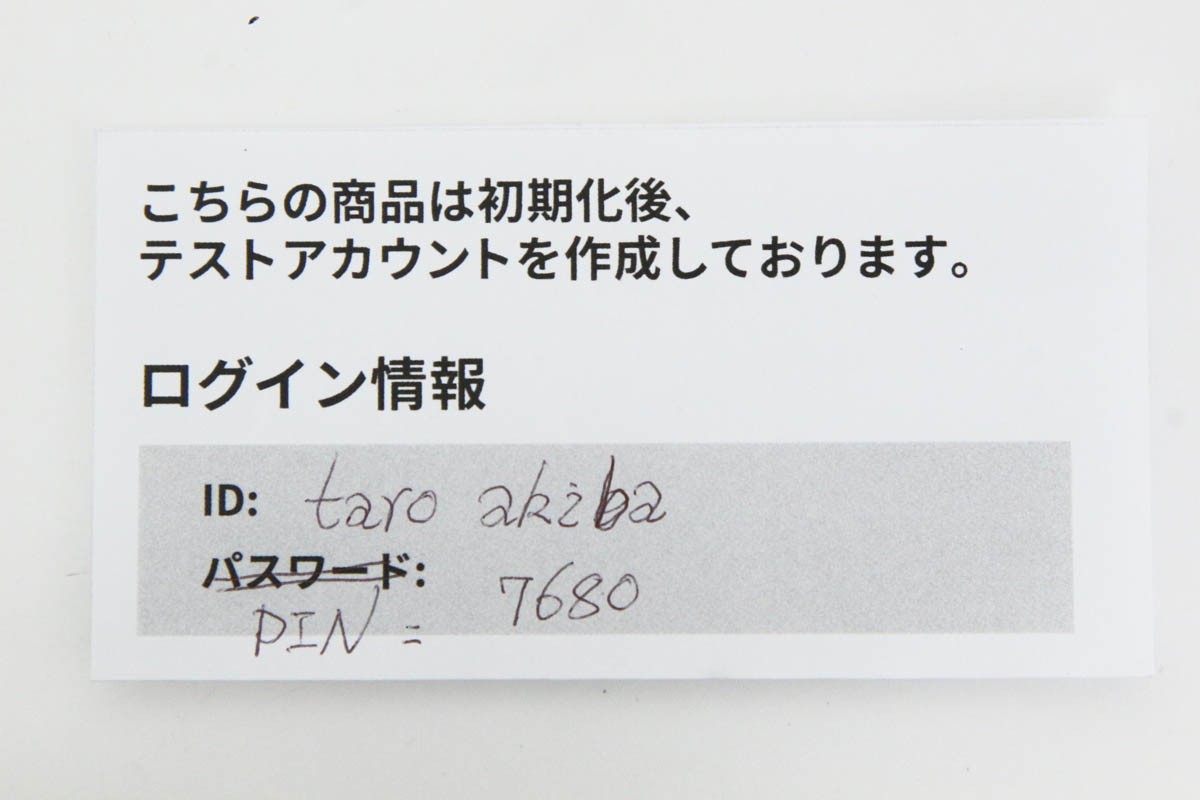 こちらの商品は初期化後、
テストアカウントを作成しております。
ログイン情報
ID: taro akiba
パスワード: 7680
PIN =